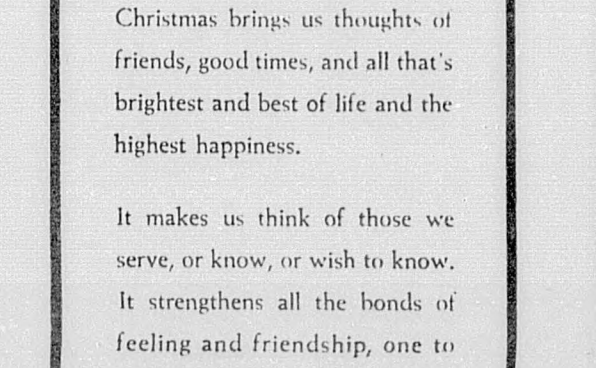 Christmas brings us thoughts of
friends, good times, and all that's
brightest and best of life and the
highest happiness.
It makes us think of those we
serve, or know, or wish to know.
It strengthens all the bonds of
feeling and friendship, one to